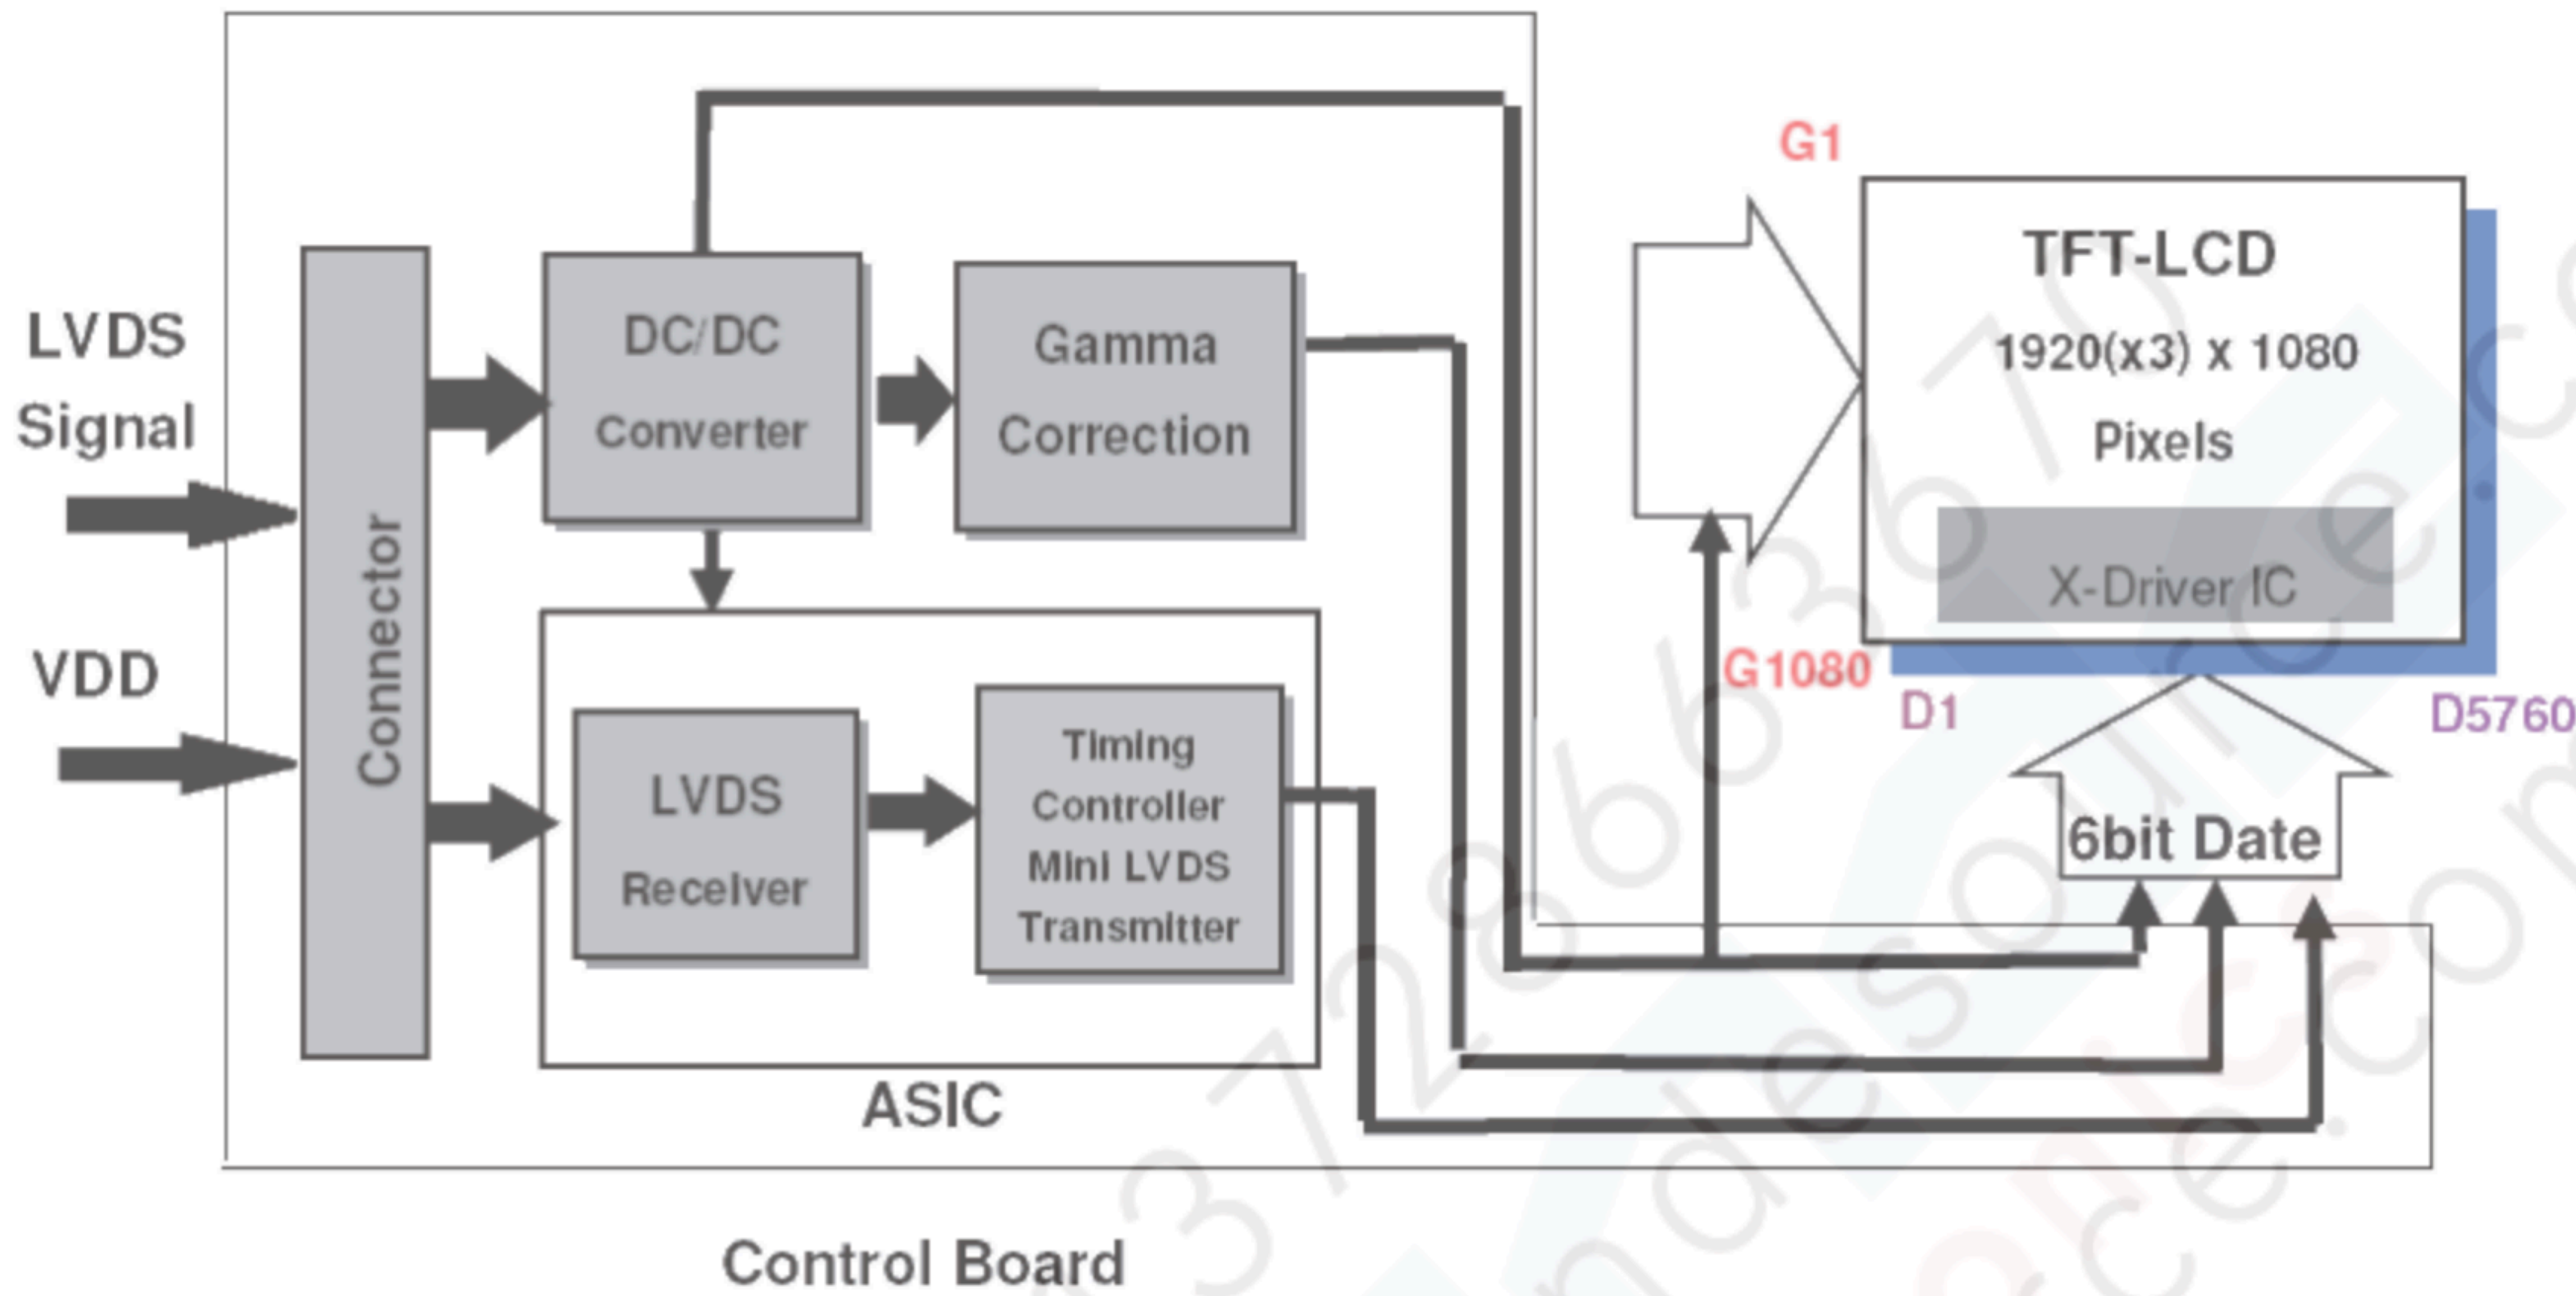 LVDS
Signal
VDD
Connector
DC/DC
Converter
Gamma
Correction
LVDS
Receiver
Timing
Controller
Mini LVDS
Transmitter
ASIC
Control Board
G1
G1080
TFT-LCD
1920(x3) x 1080
Pixels
X-Driver IC
D1
D5760
6bit Date